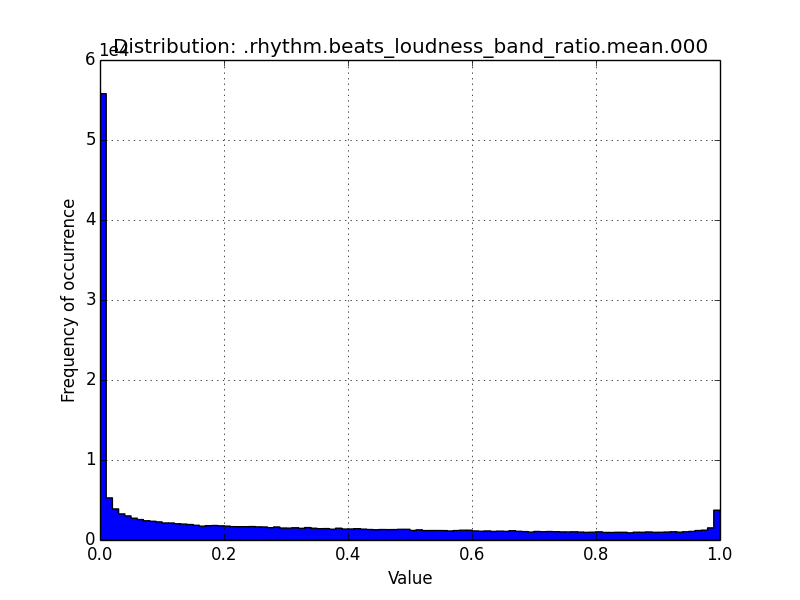 Distribution: .rhythm.beats_loudness_band_ratio.mean.000
1e4
6
5
4
3
2
1
0
Frequency of occurrence
0.0 0.2 0.4 0.6 0.8 1.0
Value